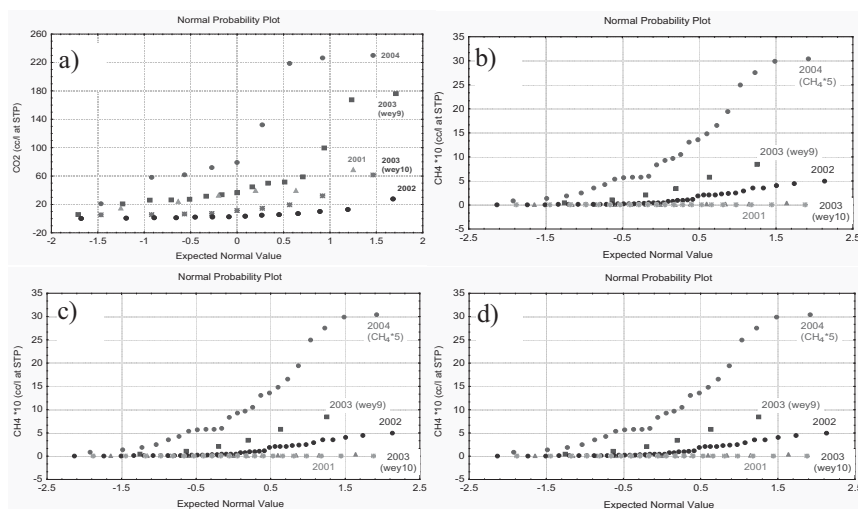 Normal Probability Plot
a)
CO2 (cc/l at STP)
260
220
180
140
100
60
20
-20
-2
-1.5
-1
-0.5
0
0.5
1
1.5
2
Expected Normal Value
2004
2003
(wey9)
2001
2003
(wey10)
2002
Normal Probability Plot
b)
CH4 *10 (cc/l at STP)
35
30
25
20
15
10
5
0
-5
-2.5
-1.5
-0.5
0.5
1.5
2.5
Expected Normal Value
2004
(CH₄*5)
2003 (wey9)
2002
2001
2003
(wey10)
Normal Probability Plot
c)
CH4 *10 (cc/l at STP)
35
30
25
20
15
10
5
0
-5
-2.5
-1.5
-0.5
0.5
1.5
2.5
Expected Normal Value
2004
(CH₄*5)
2003 (wey9)
2002
2001
2003
(wey10)
Normal Probability Plot
d)
CH4 *10 (cc/l at STP)
35
30
25
20
15
10
5
0
-5
-2.5
-1.5
-0.5
0.5
1.5
2.5
Expected Normal Value
2004
(CH₄*5)
2003 (wey9)
2002
2001
2003
(wey10)